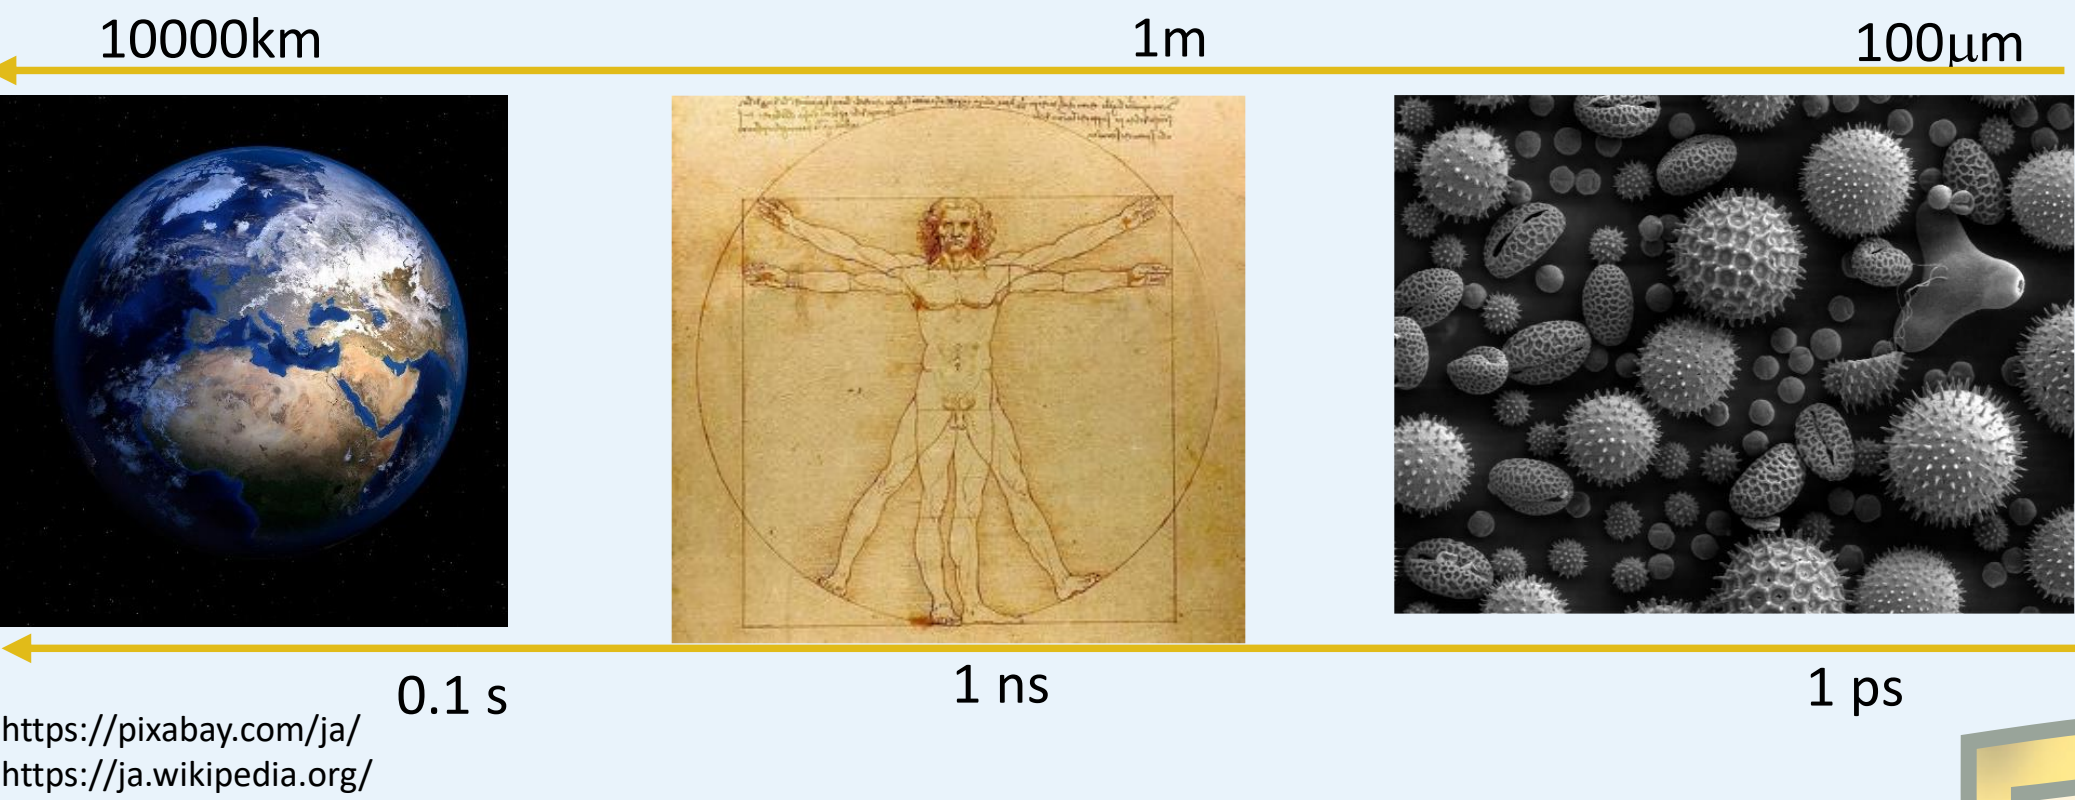 10000km
1m
100μm
0.1 s
1 ns
1 ps
https://pixabay.com/ja/
https://ja.wikipedia.org/